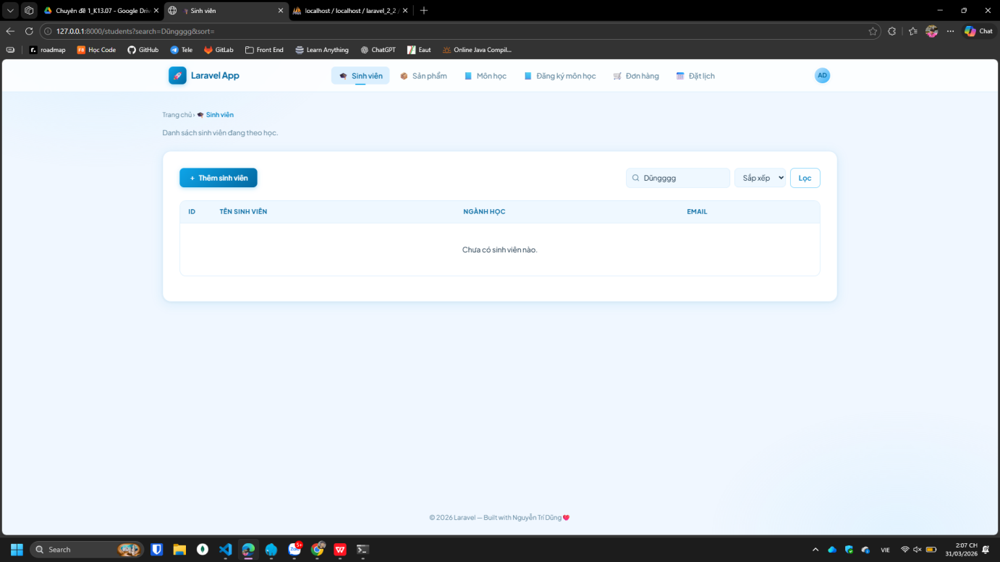 Chuyên đề 1_K13.07 - Google Driv
Sinh viên
localhost / localhost / laravel_2_2 /
127.0.0.1:8000/students?search=Dũngggg&sort=
Chat
roadmap
Học Code
GitHub
Tele
GitLab
Front End
Learn Anything
ChatGPT
Eaut
Online Java Compil...
Laravel App
Sinh viên
Sản phẩm
Môn học
Đăng ký môn học
Đơn hàng
Đặt lịch
AD
Trang chủ › Sinh viên
Danh sách sinh viên đang theo học.
+ Thêm sinh viên
Dũngggg
Sắp xếp
Lọc
ID
TÊN SINH VIÊN
NGÀNH HỌC
EMAIL
Chưa có sinh viên nào.
© 2026 Laravel — Built with Nguyễn Trí Dũng
Search
5+
VIE
2:07 CH
31/03/2026